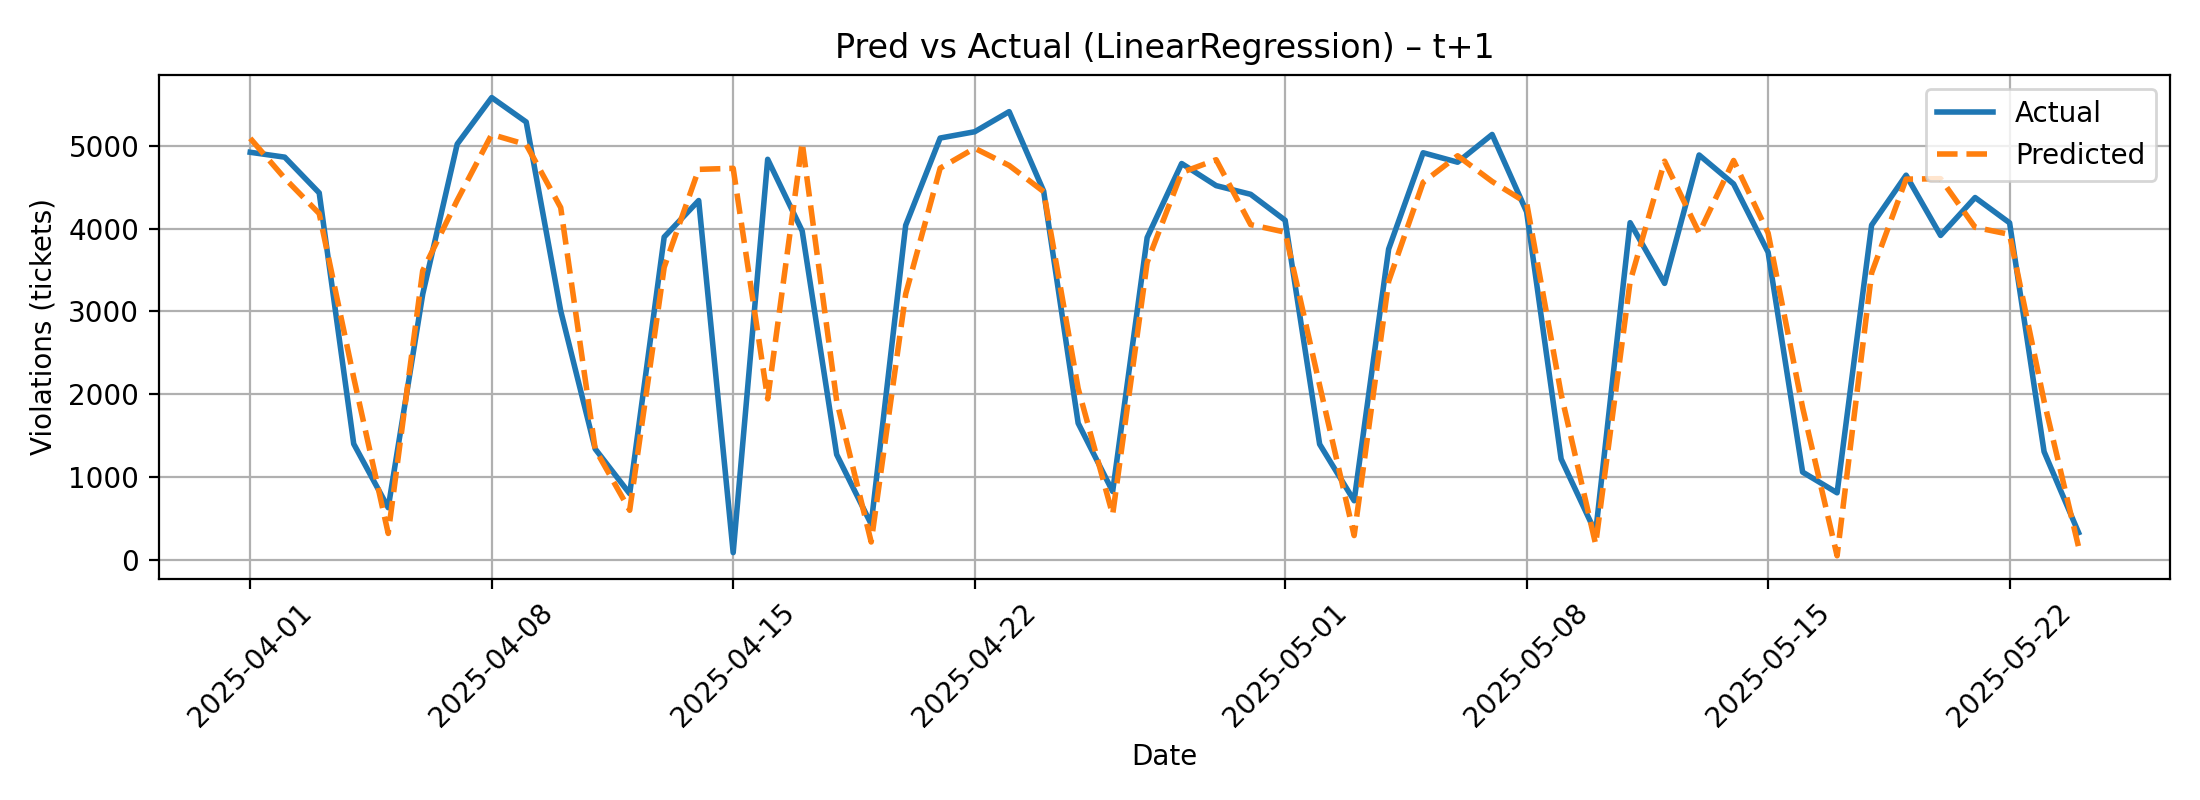 Pred vs Actual (LinearRegression) – t+1
Actual
Predicted
Violations (tickets)
5000
4000
3000
2000
1000
0
2025-04-01
2025-04-08
2025-04-15
2025-04-22
2025-05-01
2025-05-08
2025-05-15
2025-05-22
Date